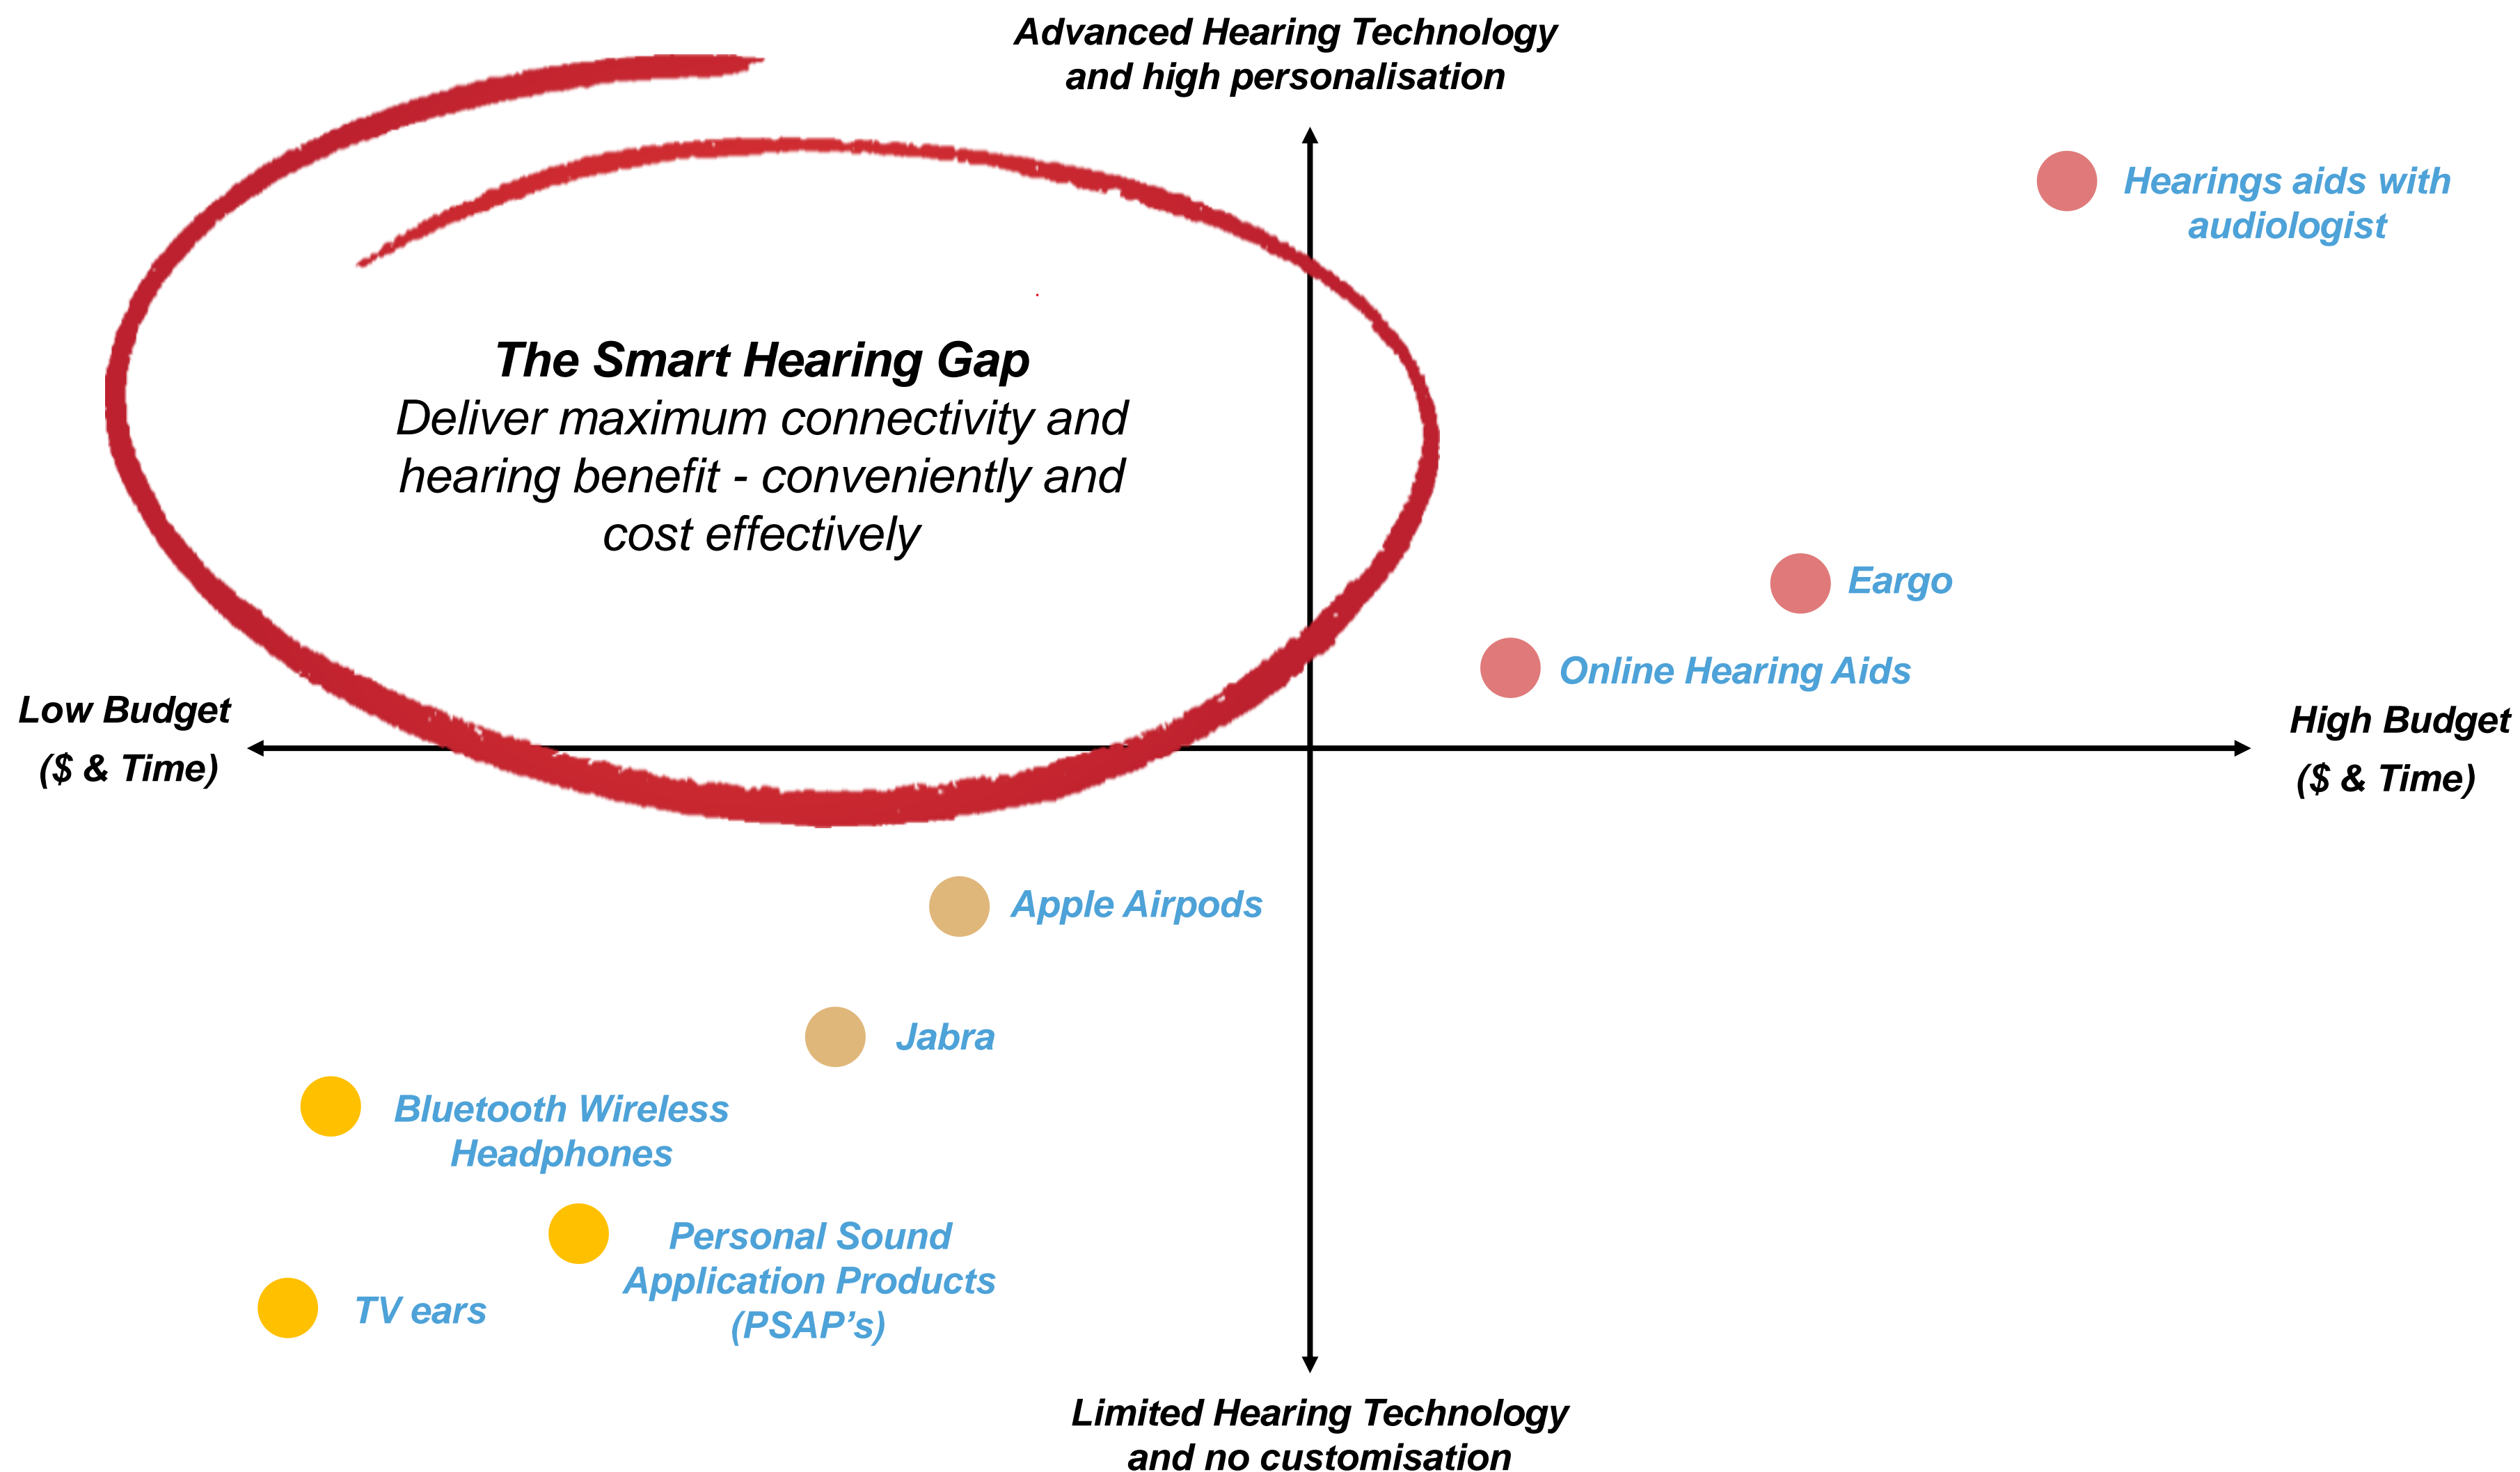 Advanced Hearing Technology
and high personalisation
Hearings aids with
audiologist
The Smart Hearing Gap
Deliver maximum connectivity and
hearing benefit - conveniently and
cost effectively
Eargo
Online Hearing Aids
Low Budget
($ & Time)
High Budget
($ & Time)
Apple Airpods
Jabra
Bluetooth Wireless
Headphones
Personal Sound
Application Products
(PSAP’s)
TV ears
Limited Hearing Technology
and no customisation